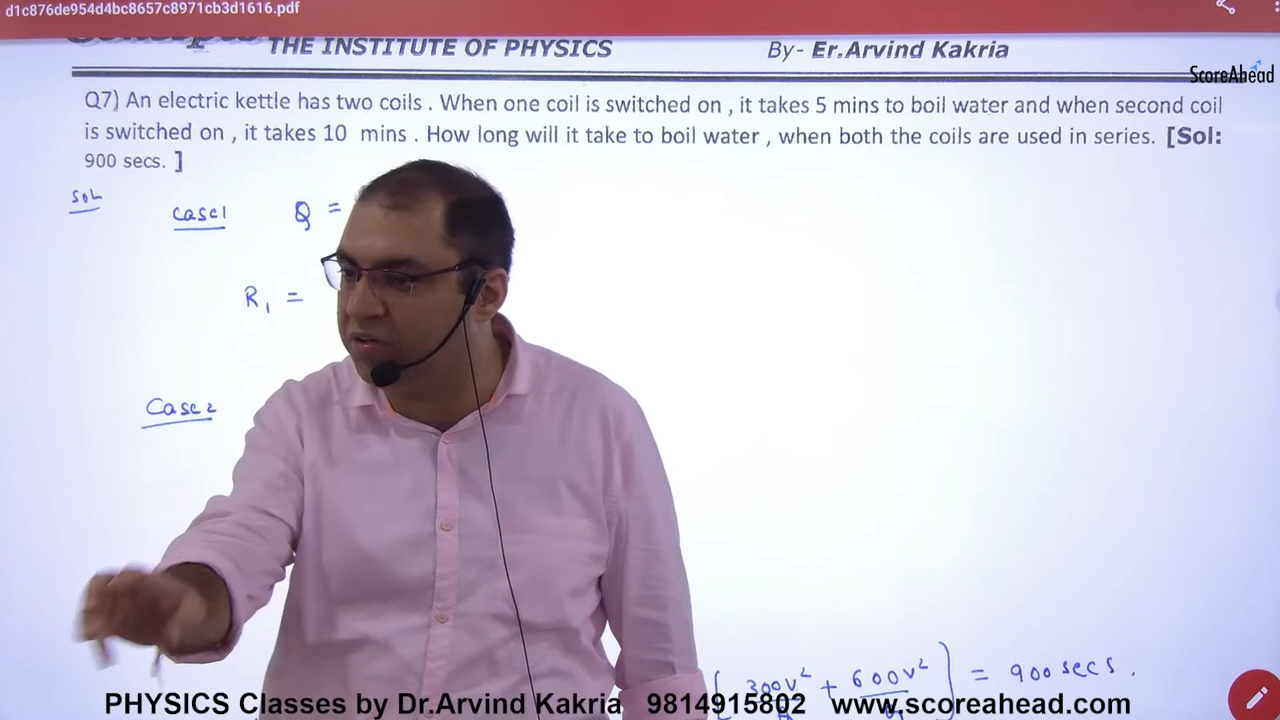 d1c876de954d4bc8657c8971cb3d1616.pdf
THE INSTITUTE OF PHYSICS By- Er.Arvind Kakria
ScoreAhead
Q7) An electric kettle has two coils . When one coil is switched on , it takes 5 mins to boil water and when second coil
is switched on , it takes 10 mins . How long will it take to boil water , when both the coils are used in series. [Sol:
900 secs. ]
Sol
Case1 Q =
R₁ =
Case2
300V² + 600V² ) = 900 secs.
PHYSICS Classes by Dr.Arvind Kakria 9814915802 www.scoreahead.com